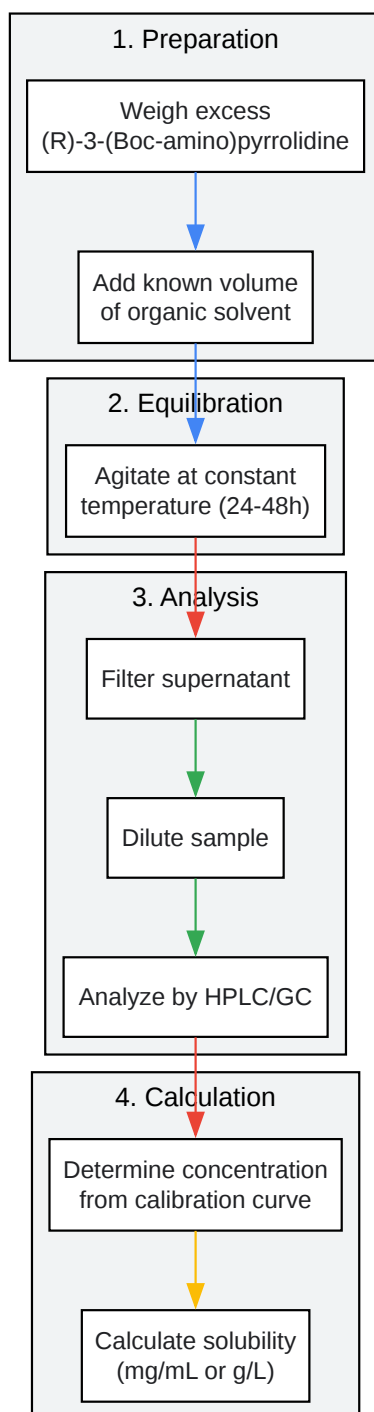 1. Preparation
Weigh excess
(R)-3-(Boc-amino)pyrrolidine
Add known volume
of organic solvent
2. Equilibration
Agitate at constant
temperature (24-48h)
3. Analysis
Filter supernatant
Dilute sample
Analyze by HPLC/GC
4. Calculation
Determine concentration
from calibration curve
Calculate solubility
(mg/mL or g/L)